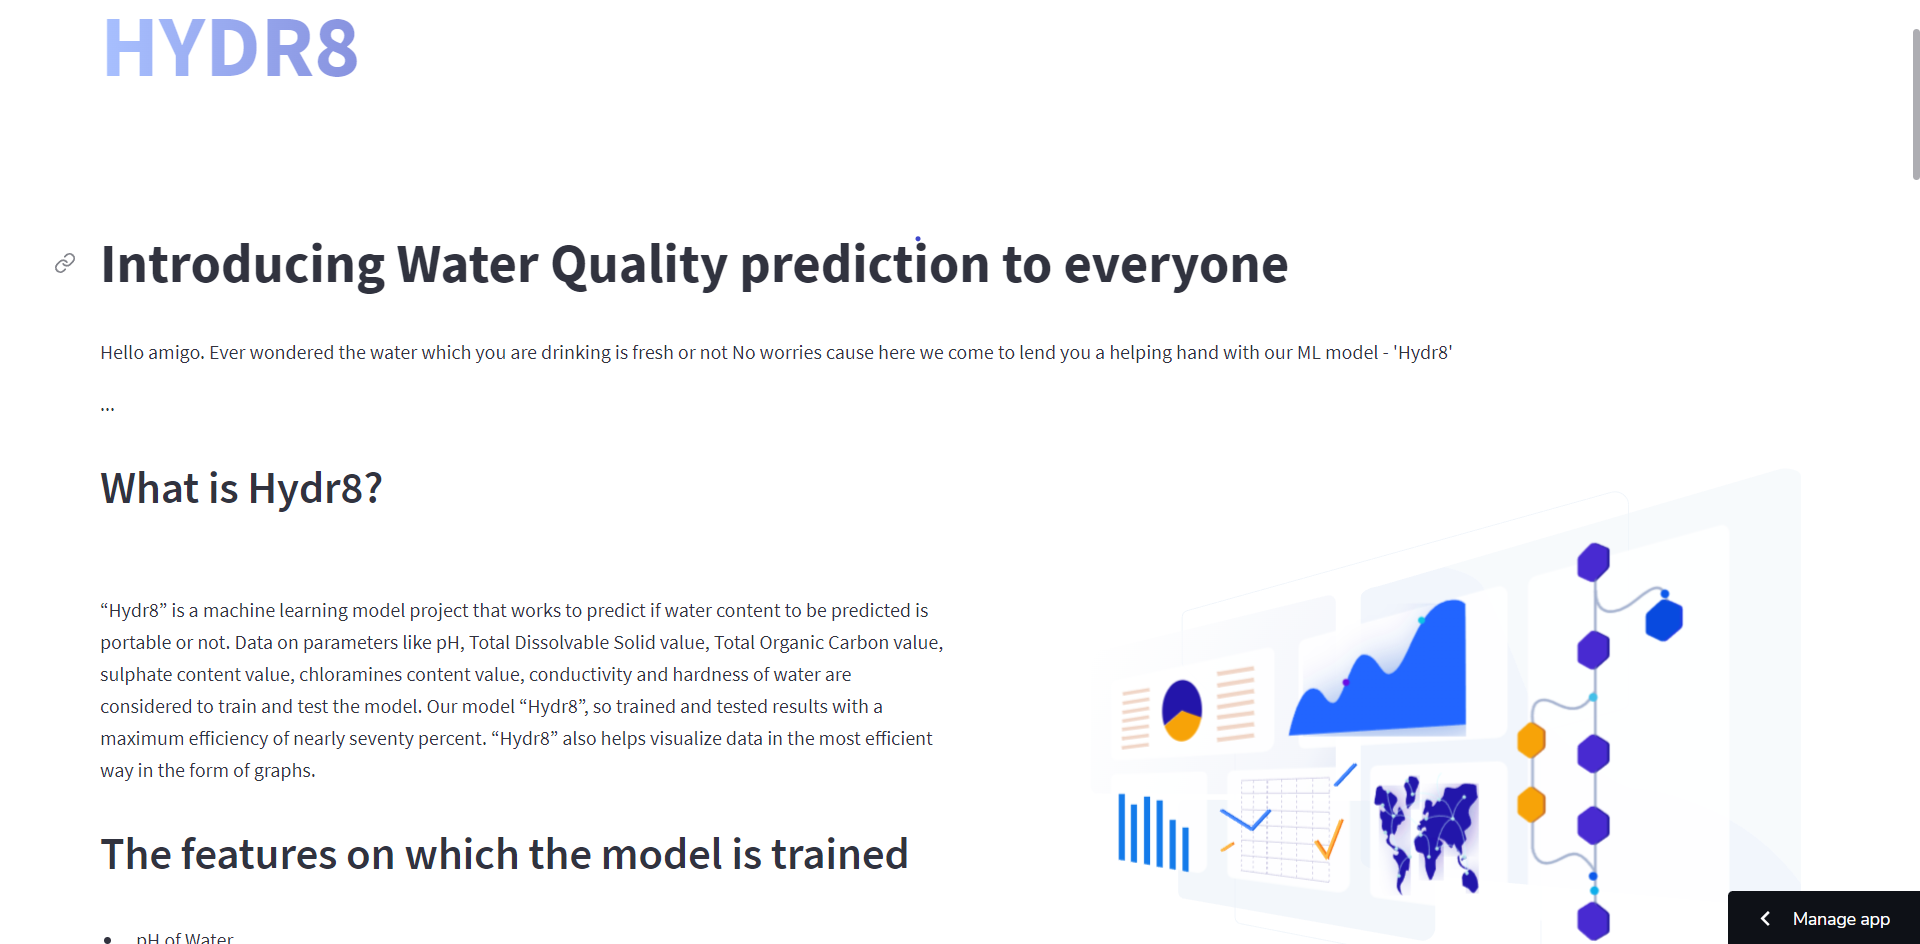 HYDR8
Introducing Water Quality prediction to everyone
Hello amigo. Ever wondered the water which you are drinking is fresh or not No worries cause here we come to lend you a helping hand with our ML model - 'Hydr8'
...
What is Hydr8?
“Hydr8” is a machine learning model project that works to predict if water content to be predicted is
portable or not. Data on parameters like pH, Total Dissolvable Solid value, Total Organic Carbon value,
sulphate content value, chloramines content value, conductivity and hardness of water are
considered to train and test the model. Our model “Hydr8”, so trained and tested results with a
maximum efficiency of nearly seventy percent. “Hydr8” also helps visualize data in the most efficient
way in the form of graphs.
The features on which the model is trained
pH of Water
Manage app